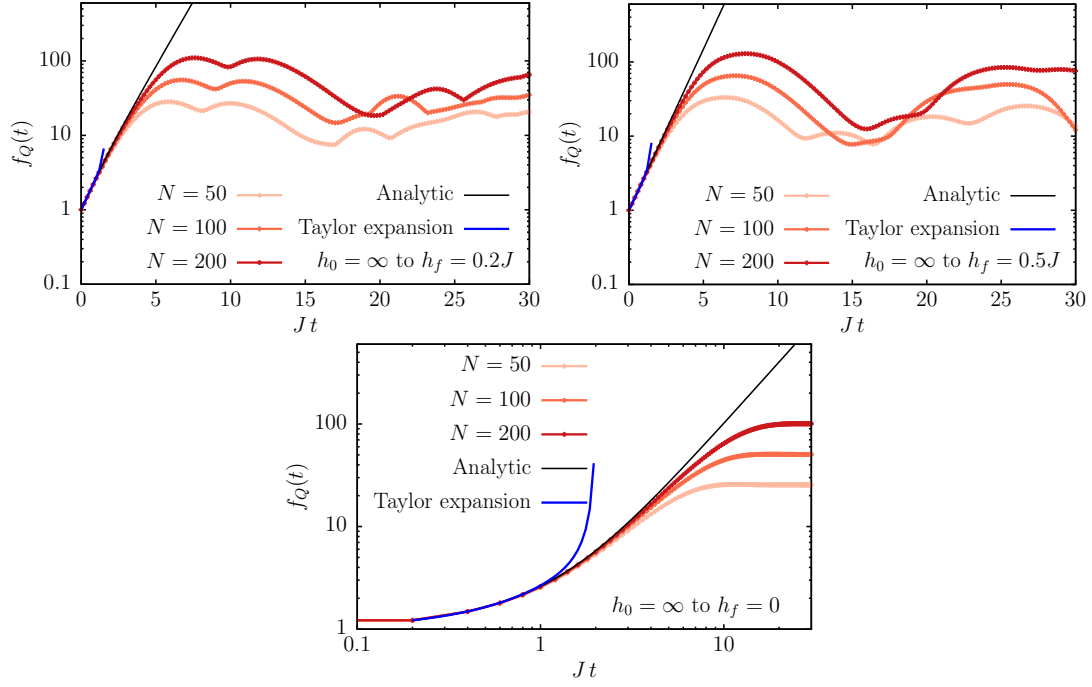 f_Q(t)
100
10
1
0.1
N = 50
N = 100
N = 200
Analytic
Taylor expansion
h_0 = ∞ to h_f = 0.2J
0 5 10 15 20 25 30
J t
f_Q(t)
100
10
1
0.1
N = 50
N = 100
N = 200
Analytic
Taylor expansion
h_0 = ∞ to h_f = 0.5J
0 5 10 15 20 25 30
J t
f_Q(t)
100
10
1
N = 50
N = 100
N = 200
Analytic
Taylor expansion
h_0 = ∞ to h_f = 0
0.1 1 10
J t